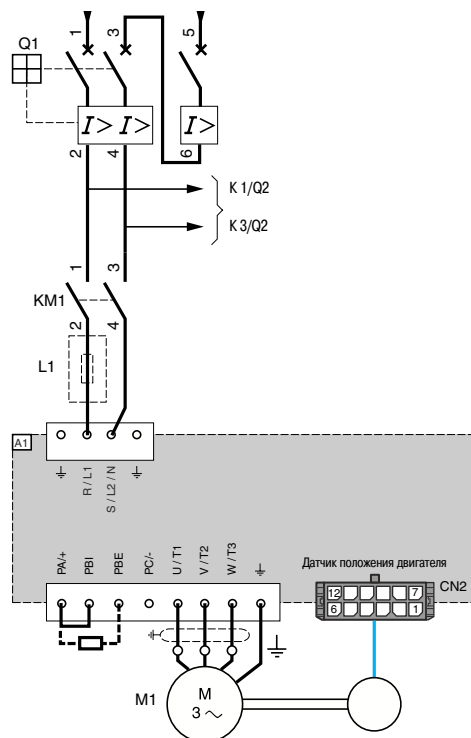 1 3 5
Q1
I> I> I>
2 4 6
K 1/Q2
K 3/Q2
1 3
KM1
2 4
L1
A1
R / L1
S / L2 / N
PA/+
PBI
PBE
PC/-
U / T1
V / T2
W / T3
Датчик положения двигателя
12 7
6 1
CN2
M1
M
3 ~